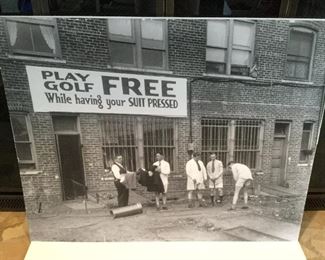 PLAY GOLF FREE
While having your SUIT PRESSED